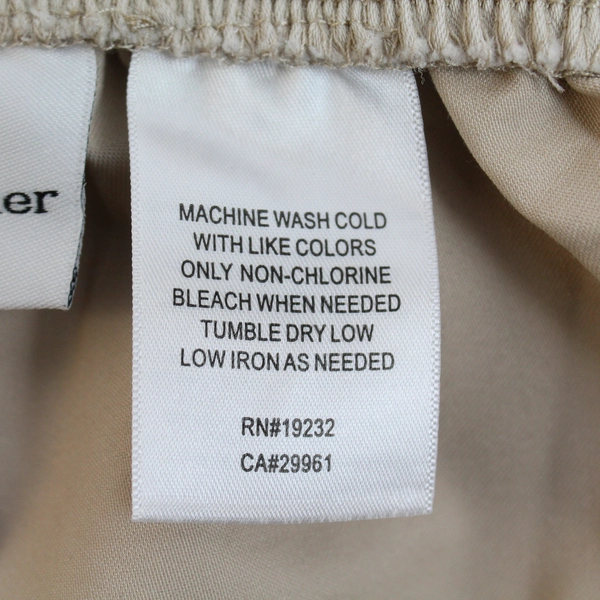 MACHINE WASH COLD
WITH LIKE COLORS
ONLY NON-CHLORINE
BLEACH WHEN NEEDED
TUMBLE DRY LOW
LOW IRON AS NEEDED
RN#19232
CA#29961